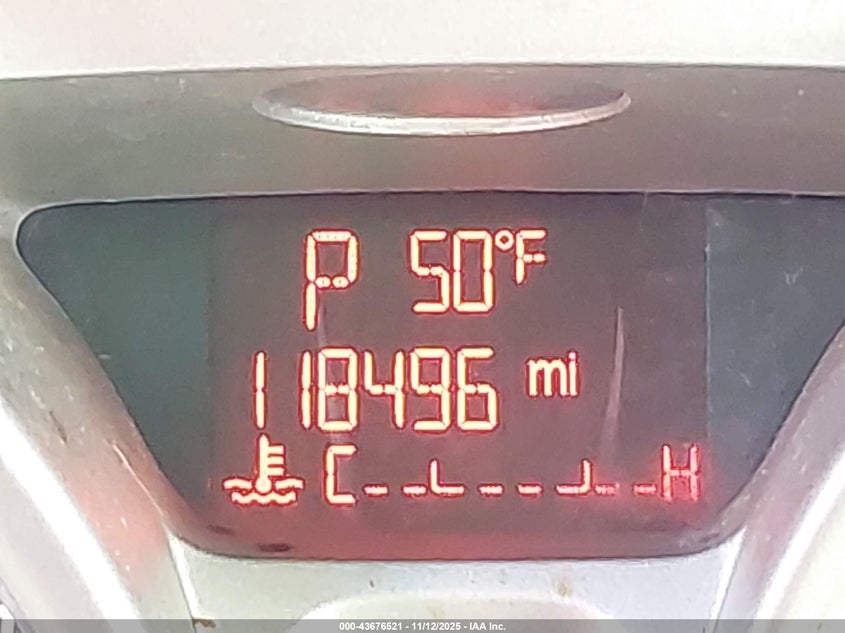 P 50°F
118496 mi
C H
000-43676521 - 11/12/2025 - IAA Inc.